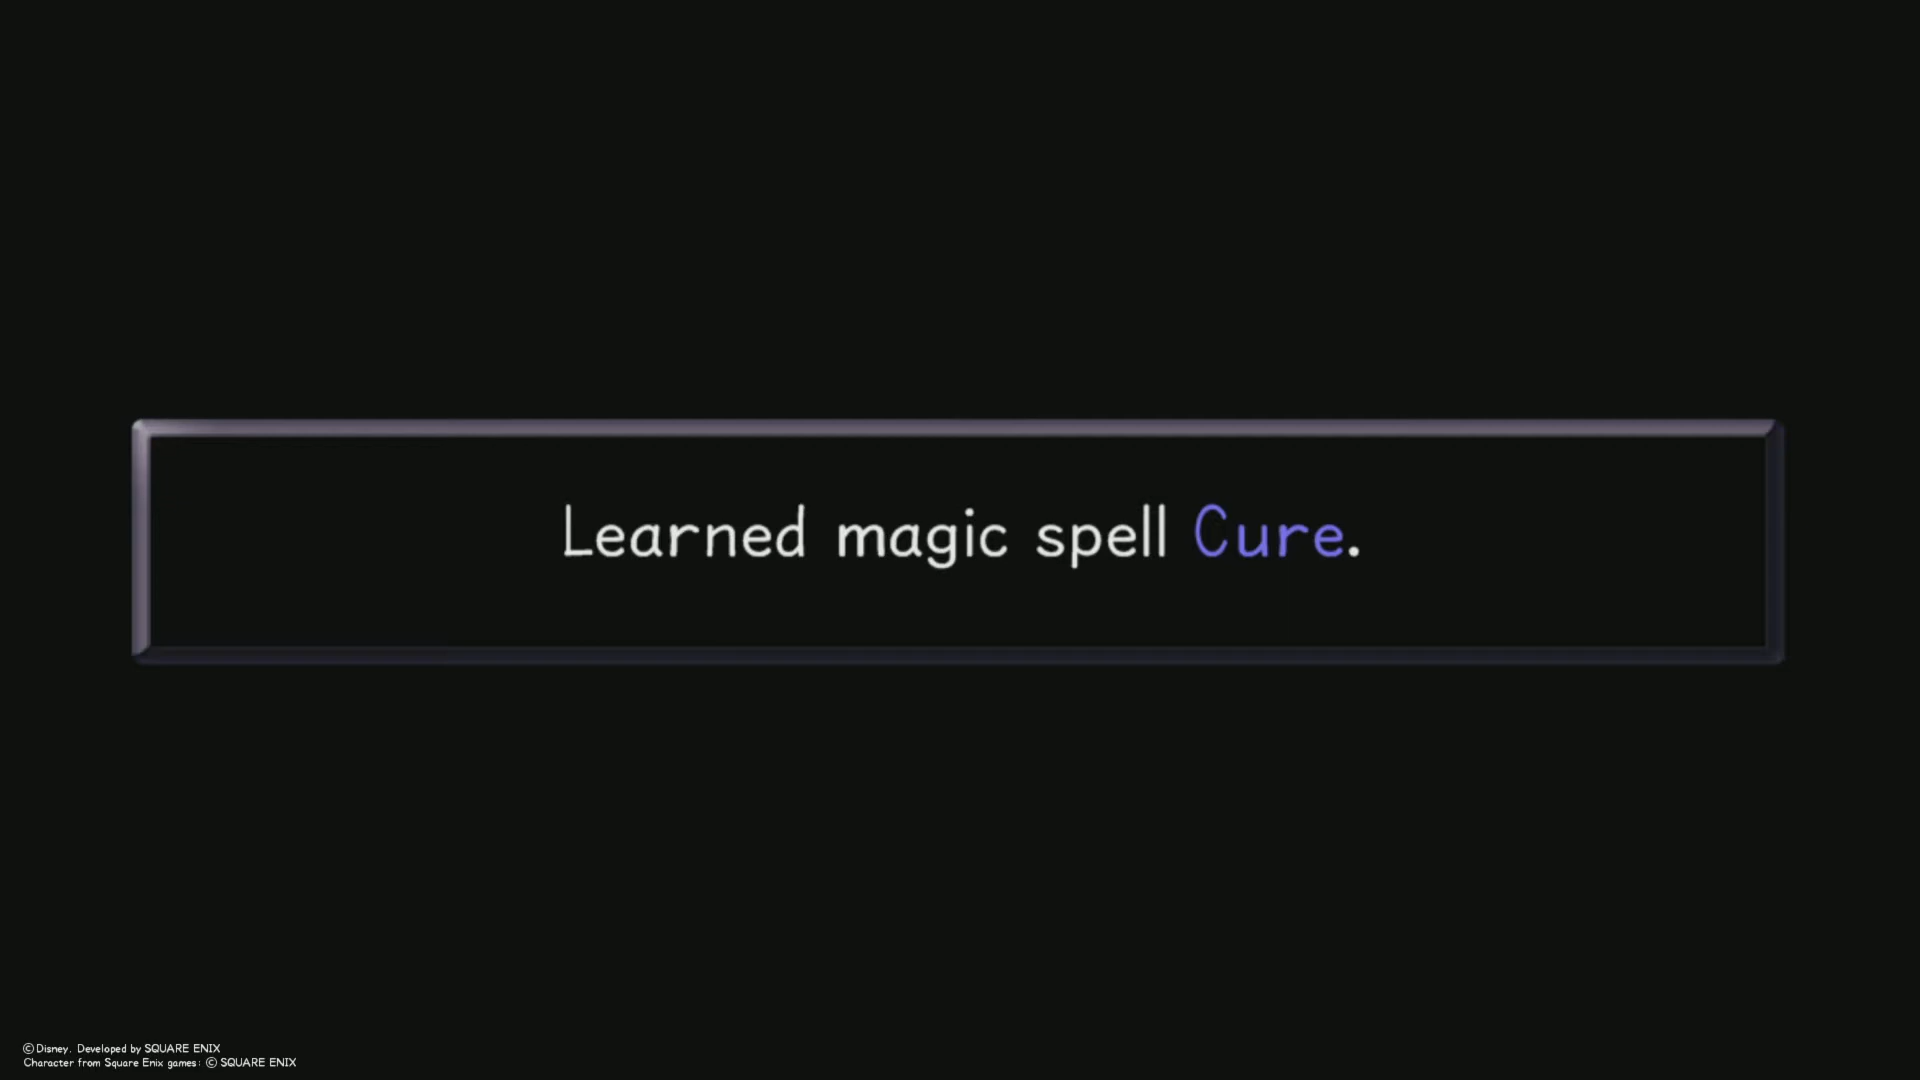 Learned magic spell Cure.
©Disney. Developed by SQUARE ENIX
Character from Square Enix games: © SQUARE ENIX